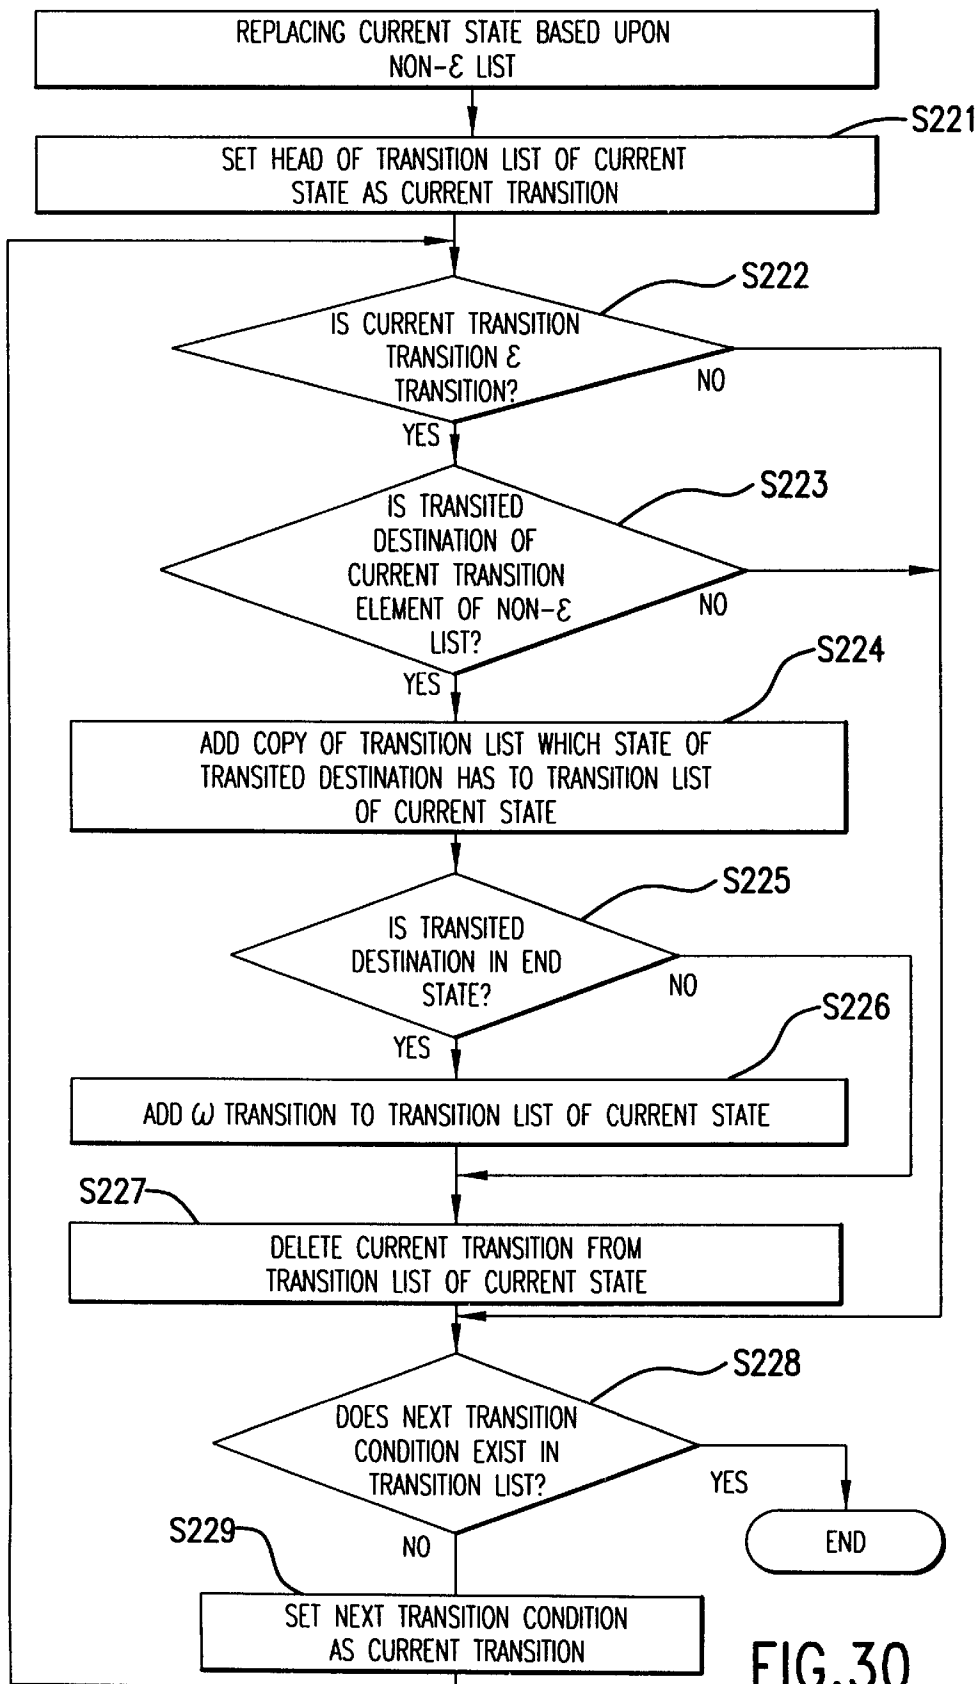 REPLACING CURRENT STATE BASED UPON
NON-ε LIST
S221
SET HEAD OF TRANSITION LIST OF CURRENT
STATE AS CURRENT TRANSITION
S222
IS CURRENT TRANSITION
TRANSITION ε
TRANSITION?
NO
YES
S223
IS TRANSITED
DESTINATION OF
CURRENT TRANSITION
ELEMENT OF NON-ε
LIST?
NO
YES
S224
ADD COPY OF TRANSITION LIST WHICH STATE OF
TRANSITED DESTINATION HAS TO TRANSITION LIST
OF CURRENT STATE
S225
IS TRANSITED
DESTINATION IN END
STATE?
NO
YES
S226
ADD ω TRANSITION TO TRANSITION LIST OF CURRENT STATE
S227
DELETE CURRENT TRANSITION FROM
TRANSITION LIST OF CURRENT STATE
S228
DOES NEXT TRANSITION
CONDITION EXIST IN
TRANSITION LIST?
YES
NO
END
S229
SET NEXT TRANSITION CONDITION
AS CURRENT TRANSITION
FIG.30